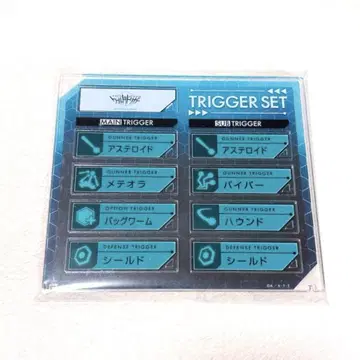 TRIGGER SET
MAIN TRIGGER
SUB TRIGGER
GUNNER TRIGGER
アステロイド
GUNNER TRIGGER
アステロイド
GUNNER TRIGGER
メテオラ
GUNNER TRIGGER
バイパー
OPTION TRIGGER
バッグワーム
GUNNER TRIGGER
ハウンド
DEFENSE TRIGGER
シールド
DEFENSE TRIGGER
シールド